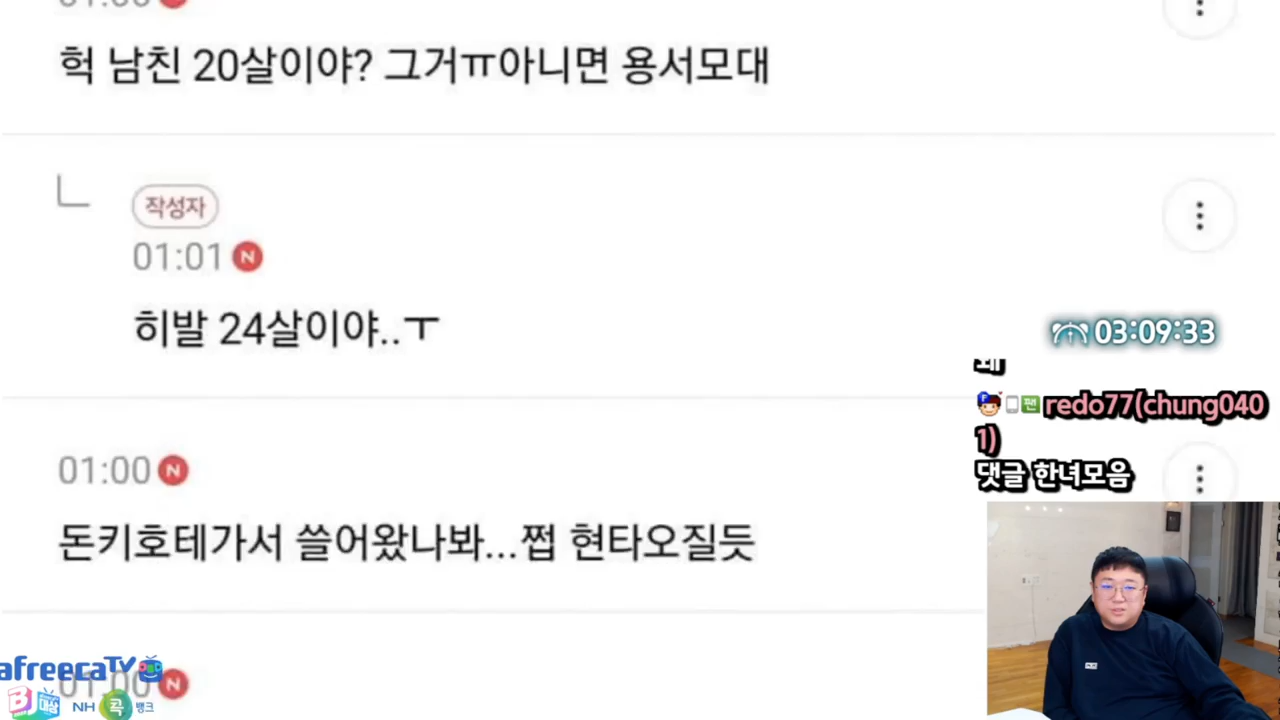 헉 남친 20살이야? 그거ㅠ아니면 용서모대
작성자
01:01 N
히발 24살이야..ㅜ
03:09:33
redo77(chung040
1)
댓글 한녀모음
01:00 N
돈키호테가서 쓸어왔나봐...쩝 현타오질듯
afreecaTV
01:00 N
NH 콕 뱅크